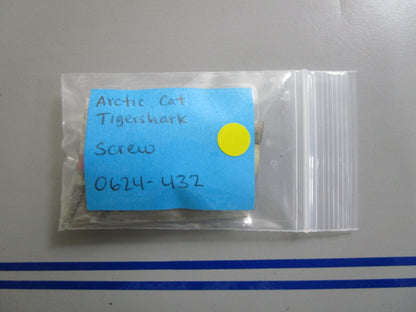 Arctic Cat
Tigershark
Screw
0624-432